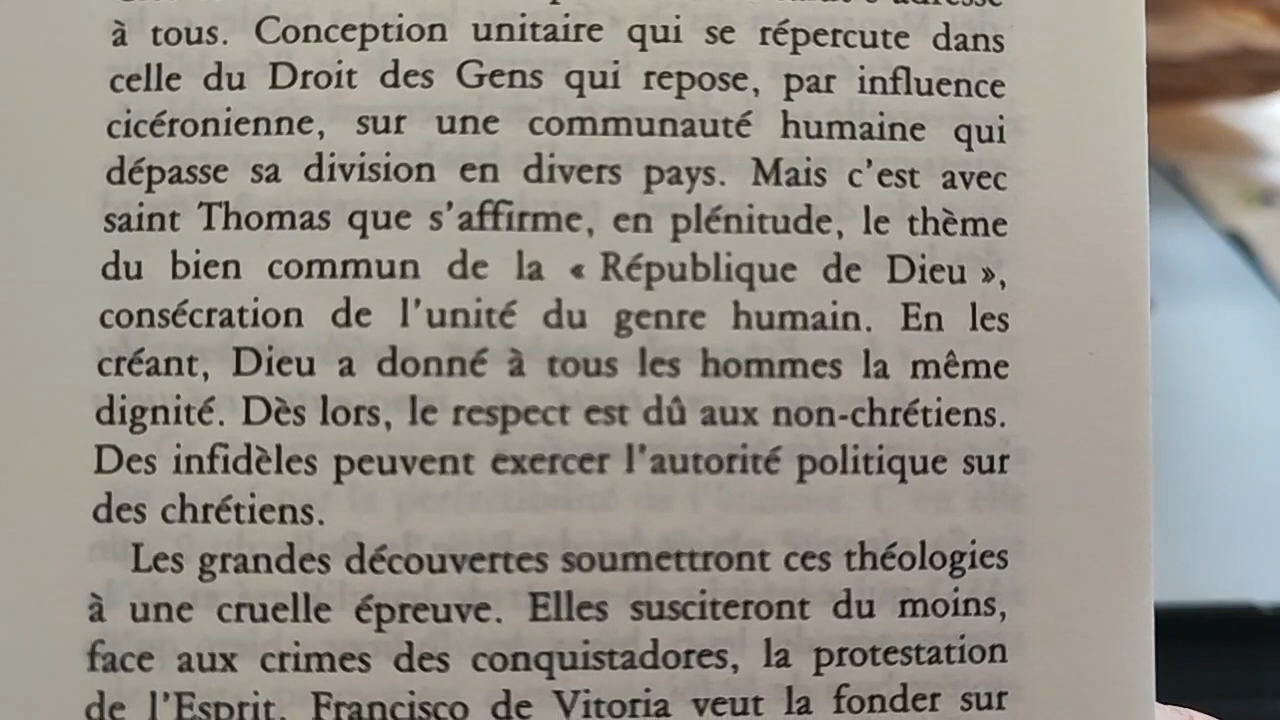 à tous. Conception unitaire qui se répercute dans
celle du Droit des Gens qui repose, par influence
cicéronienne, sur une communauté humaine qui
dépasse sa division en divers pays. Mais c'est avec
saint Thomas que s'affirme, en plénitude, le thème
du bien commun de la « République de Dieu »,
consécration de l'unité du genre humain. En les
créant, Dieu a donné à tous les hommes la même
dignité. Dès lors, le respect est dû aux non-chrétiens.
Des infidèles peuvent exercer l'autorité politique sur
des chrétiens.
Les grandes découvertes soumettront ces théologies
à une cruelle épreuve. Elles susciteront du moins,
face aux crimes des conquistadores, la protestation
de l'Esprit. Francisco de Vitoria veut la fonder sur